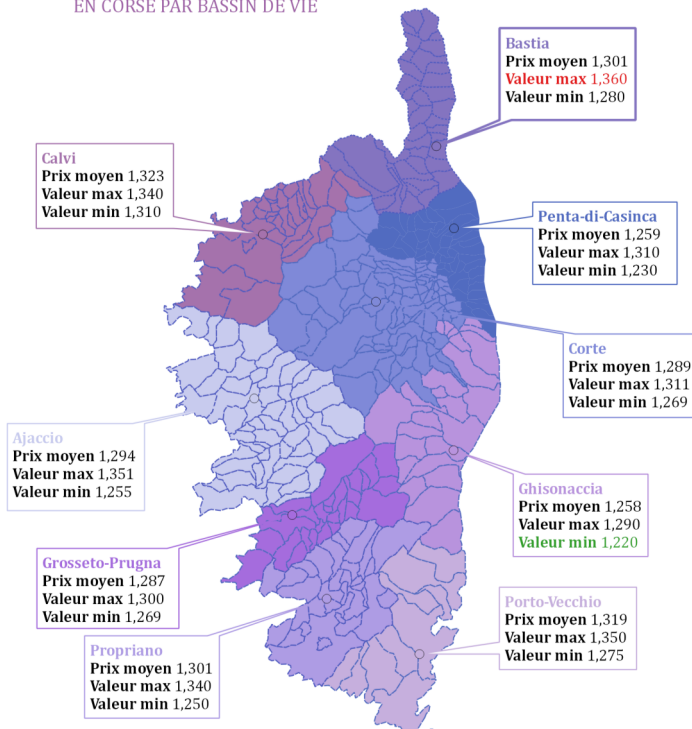 EN CORSE PAR BASSIN DE VIE
Bastia
Prix moyen 1,301
Valeur max 1,360
Valeur min 1,280
Calvi
Prix moyen 1,323
Valeur max 1,340
Valeur min 1,310
Penta-di-Casinca
Prix moyen 1,259
Valeur max 1,310
Valeur min 1,230
Corte
Prix moyen 1,289
Valeur max 1,311
Valeur min 1,269
Ajaccio
Prix moyen 1,294
Valeur max 1,351
Valeur min 1,255
Ghisonaccia
Prix moyen 1,258
Valeur max 1,290
Valeur min 1,220
Grosseto-Prugna
Prix moyen 1,287
Valeur max 1,300
Valeur min 1,269
Porto-Vecchio
Prix moyen 1,319
Valeur max 1,350
Valeur min 1,275
Propriano
Prix moyen 1,301
Valeur max 1,340
Valeur min 1,250